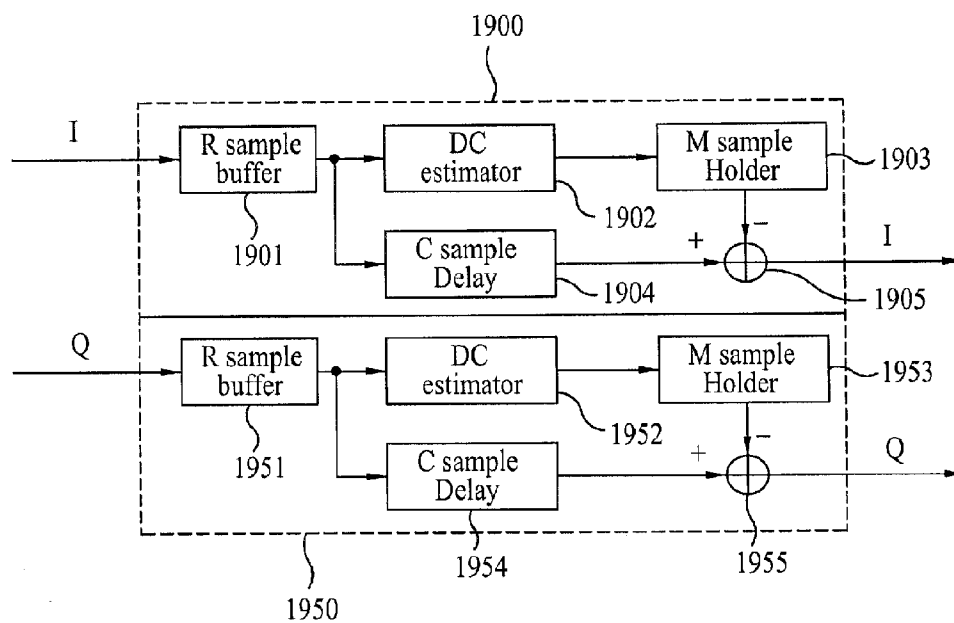 1900
I
R sample
buffer
1901
DC
estimator
1902
M sample
Holder
1903
C sample
Delay
1904
+
−
I
1905
Q
R sample
buffer
1951
DC
estimator
1952
M sample
Holder
1953
C sample
Delay
1954
+
−
Q
1955
1950